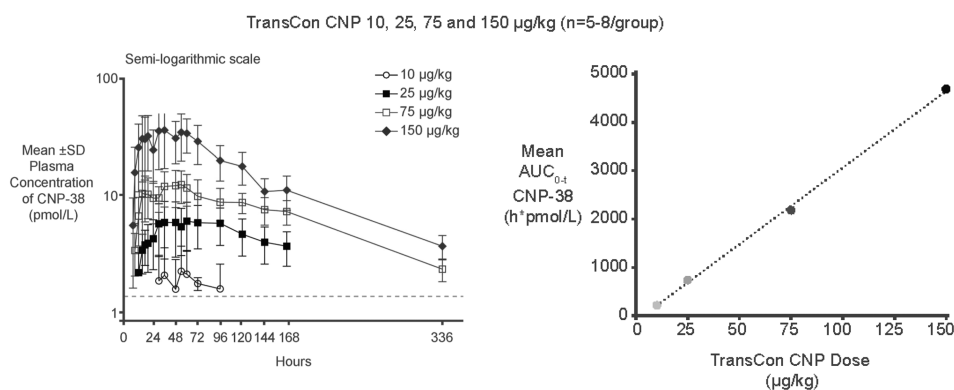 TransCon CNP 10, 25, 75 and 150 µg/kg (n=5-8/group)
Semi-logarithmic scale
100
10
1
Mean ±SD
Plasma
Concentration
of CNP-38
(pmol/L)
10 µg/kg
25 µg/kg
75 µg/kg
150 µg/kg
0 24 48 72 96 120 144 168 336
Hours
5000
4000
3000
2000
1000
0
Mean
AUC0-t
CNP-38
(h*pmol/L)
0 25 50 75 100 125 150
TransCon CNP Dose
(µg/kg)